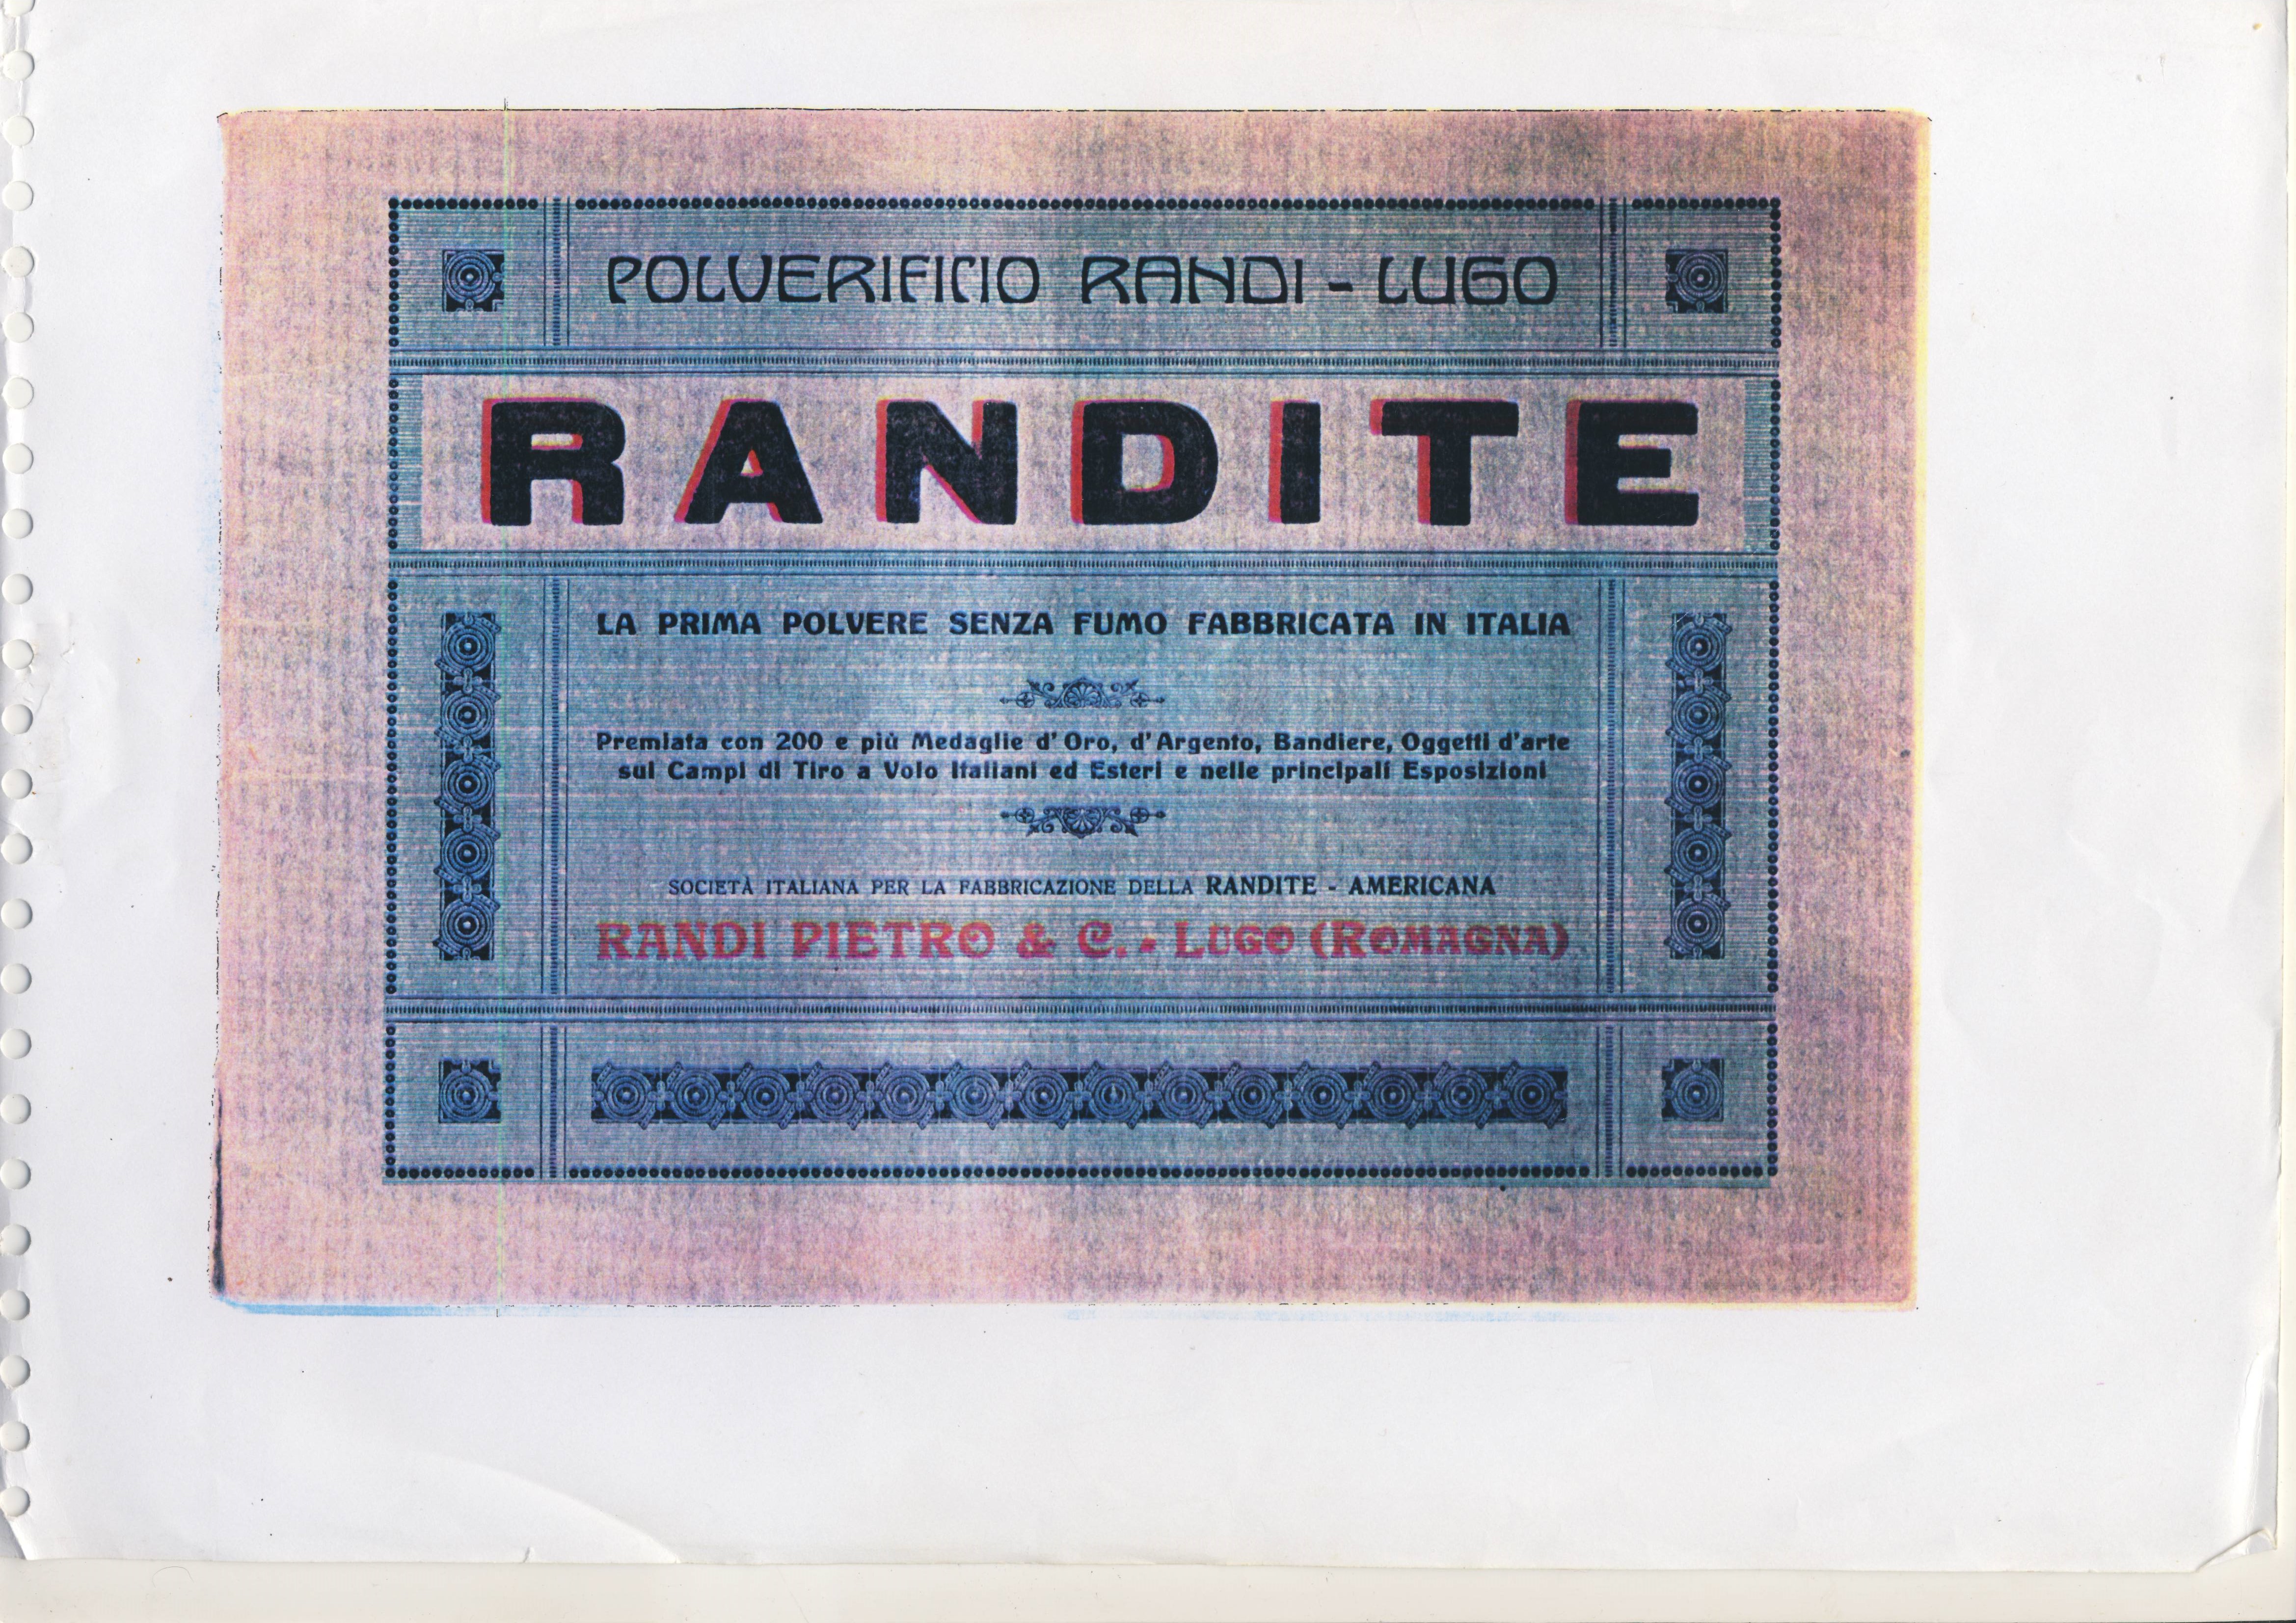 POLVERIFICIO RANDI - LUGO
RANDITE
LA PRIMA POLVERE SENZA FUMO FABBRICATA IN ITALIA
Premiata con 200 e più Medaglie d'Oro, d'Argento, Bandiere, Oggetti d'arte
sui Campi di Tiro a Volo Italiani ed Esteri e nelle principali Esposizioni
SOCIETÀ ITALIANA PER LA FABBRICAZIONE DELLA RANDITE - AMERICANA
RANDI PIETRO & C. - LUGO (ROMAGNA)